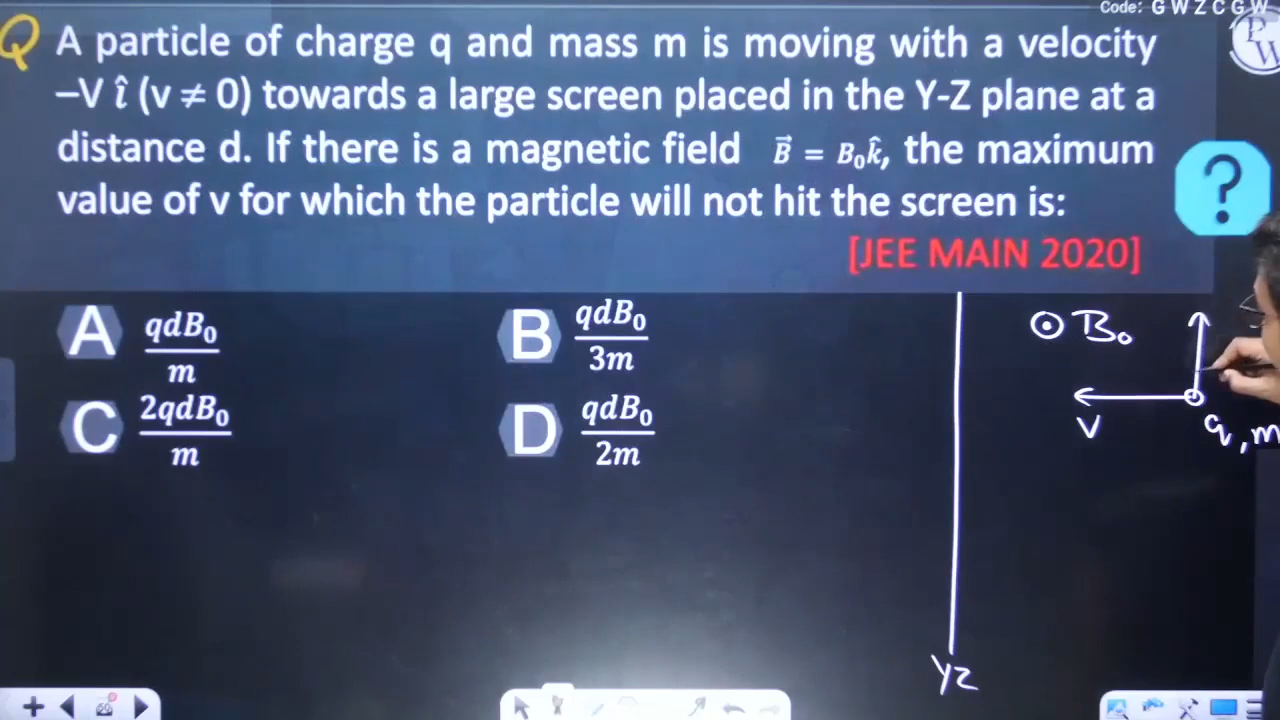 Code: G W Z C G W
Q A particle of charge q and mass m is moving with a velocity
–V î (v ≠ 0) towards a large screen placed in the Y-Z plane at a
distance d. If there is a magnetic field B⃗ = B₀k̂, the maximum
value of v for which the particle will not hit the screen is:
[JEE MAIN 2020]
P W
?
A qdB₀/m B qdB₀/3m
C 2qdB₀/m D qdB₀/2m
⊙ B₀
V
q, m
YZ